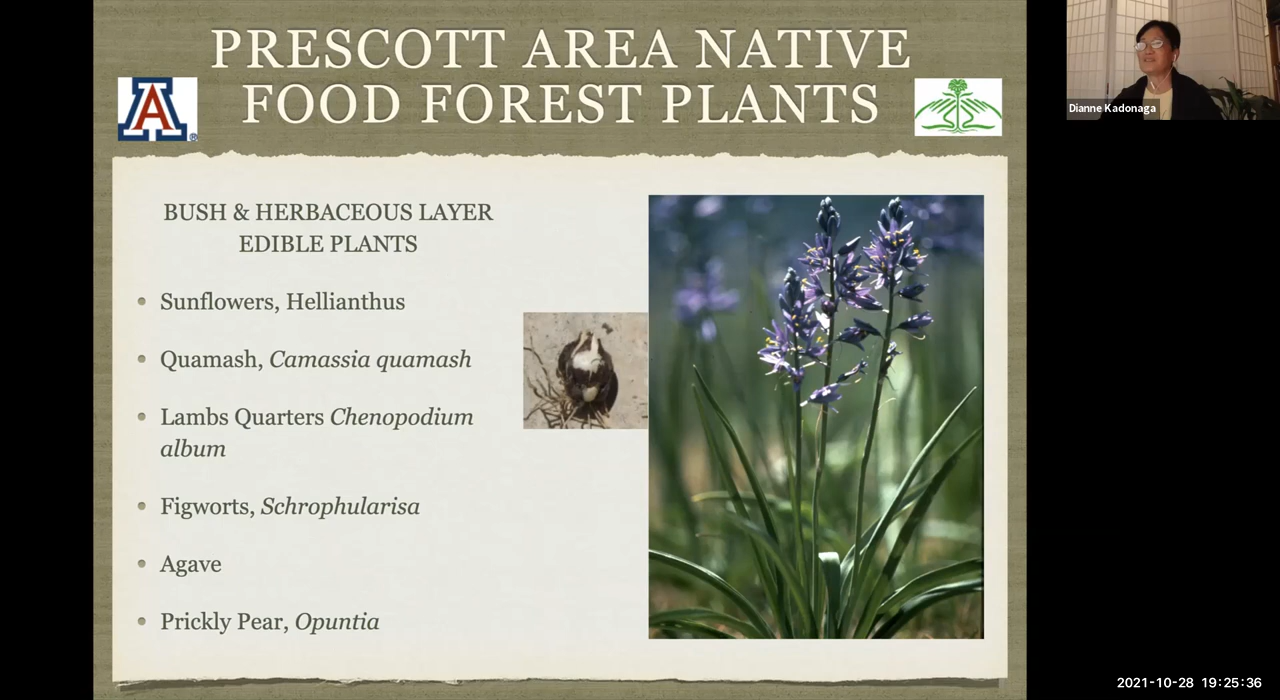 PRESCOTT AREA NATIVE
FOOD FOREST PLANTS
A
®
Dianne Kadonaga
BUSH & HERBACEOUS LAYER
EDIBLE PLANTS
• Sunflowers, Hellianthus
• Quamash, Camassia quamash
• Lambs Quarters Chenopodium
album
• Figworts, Schrophularisa
• Agave
• Prickly Pear, Opuntia
2021-10-28 19:25:36